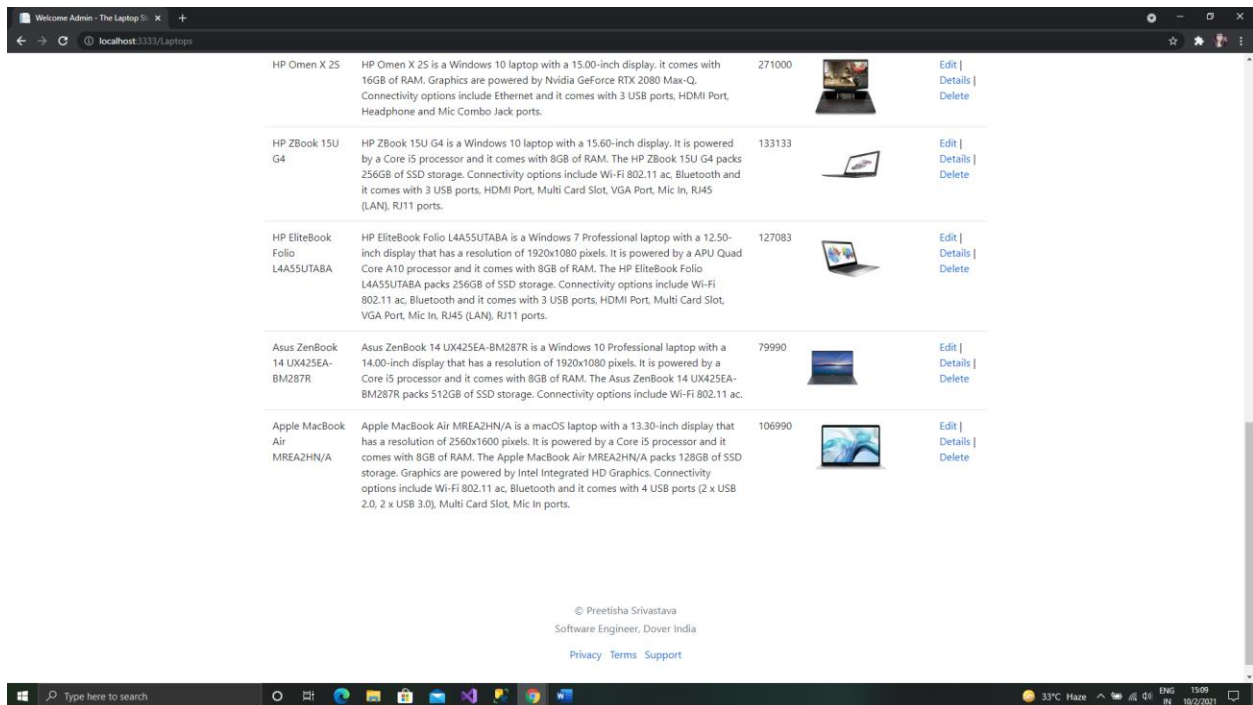 Welcome Admin - The Laptop St
localhost:3333/Laptops
HP Omen X 2S
HP Omen X 2S is a Windows 10 laptop with a 15.00-inch display. it comes with
16GB of RAM. Graphics are powered by Nvidia GeForce RTX 2080 Max-Q.
Connectivity options include Ethernet and it comes with 3 USB ports, HDMI Port,
Headphone and Mic Combo Jack ports.
271000
Edit |
Details |
Delete
HP ZBook 15U
G4
HP ZBook 15U G4 is a Windows 10 laptop with a 15.60-inch display. It is powered
by a Core i5 processor and it comes with 8GB of RAM. The HP ZBook 15U G4 packs
256GB of SSD storage. Connectivity options include Wi-Fi 802.11 ac, Bluetooth and
it comes with 3 USB ports, HDMI Port, Multi Card Slot, VGA Port, Mic In, RJ45
(LAN), RJ11 ports.
133133
Edit |
Details |
Delete
HP EliteBook
Folio
L4A55UTABA
HP EliteBook Folio L4A55UTABA is a Windows 7 Professional laptop with a 12.50-
inch display that has a resolution of 1920x1080 pixels. It is powered by a APU Quad
Core A10 processor and it comes with 8GB of RAM. The HP EliteBook Folio
L4A55UTABA packs 256GB of SSD storage. Connectivity options include Wi-Fi
802.11 ac, Bluetooth and it comes with 3 USB ports, HDMI Port, Multi Card Slot,
VGA Port, Mic In, RJ45 (LAN), RJ11 ports.
127083
Edit |
Details |
Delete
Asus ZenBook
14 UX425EA-
BM287R
Asus ZenBook 14 UX425EA-BM287R is a Windows 10 Professional laptop with a
14.00-inch display that has a resolution of 1920x1080 pixels. It is powered by a
Core i5 processor and it comes with 8GB of RAM. The Asus ZenBook 14 UX425EA-
BM287R packs 512GB of SSD storage. Connectivity options include Wi-Fi 802.11 ac.
79990
Edit |
Details |
Delete
Apple MacBook
Air
MREA2HN/A
Apple MacBook Air MREA2HN/A is a macOS laptop with a 13.30-inch display that
has a resolution of 2560x1600 pixels. It is powered by a Core i5 processor and it
comes with 8GB of RAM. The Apple MacBook Air MREA2HN/A packs 128GB of SSD
storage. Graphics are powered by Intel Integrated HD Graphics. Connectivity
options include Wi-Fi 802.11 ac, Bluetooth and it comes with 4 USB ports (2 x USB
2.0, 2 x USB 3.0), Multi Card Slot, Mic In ports.
106990
Edit |
Details |
Delete
© Preetisha Srivastava
Software Engineer, Dover India
Privacy Terms Support
Type here to search
33°C Haze
ENG
IN
15:09
10/2/2021